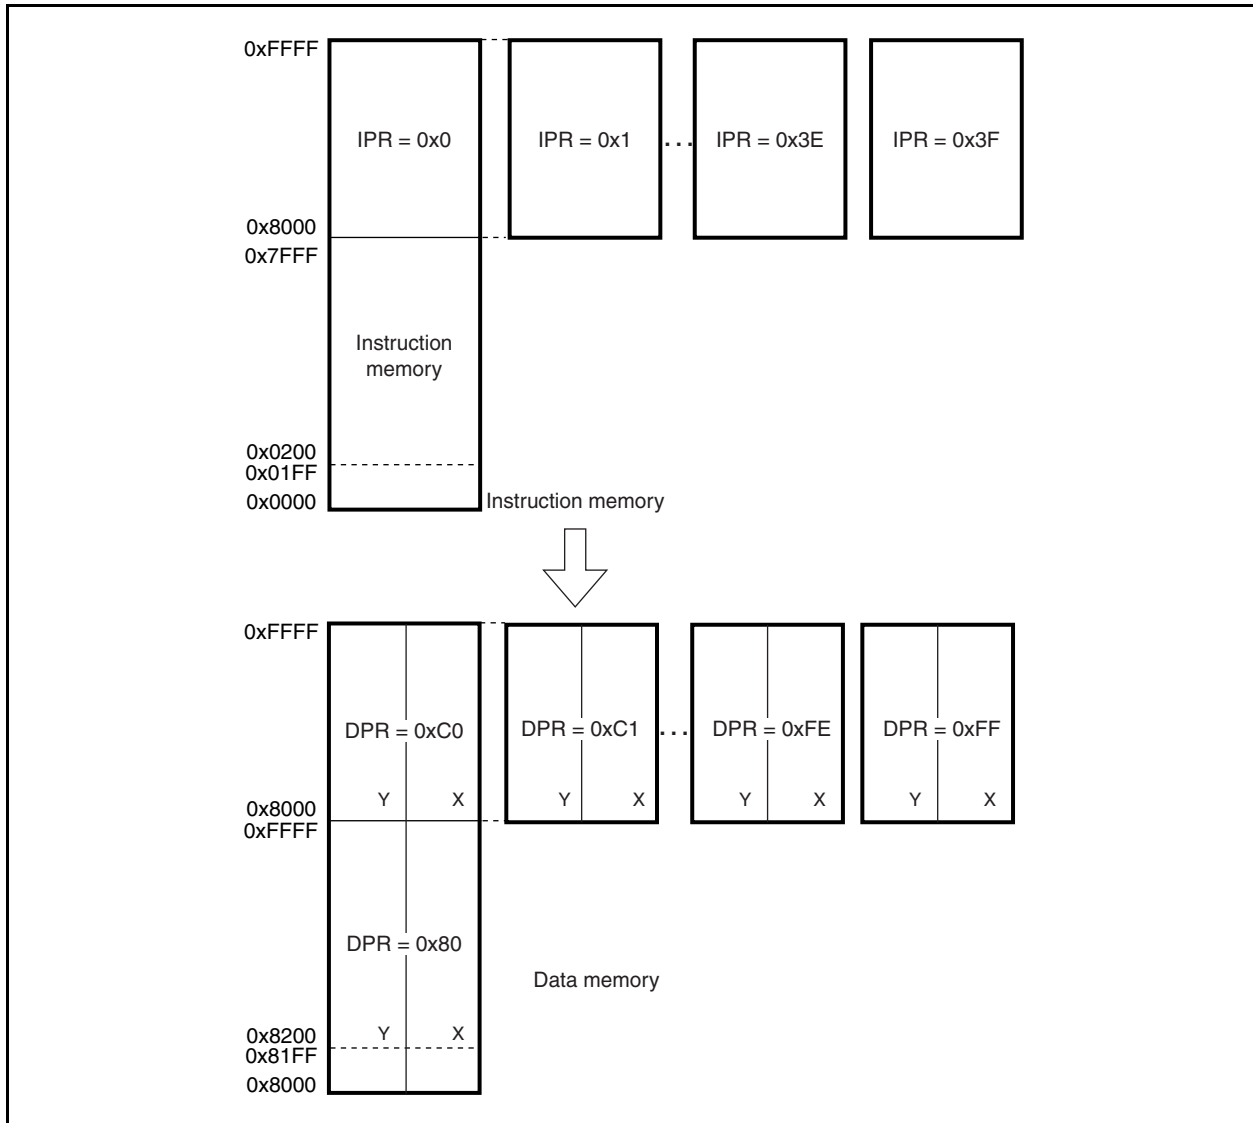 0xFFFF
IPR = 0x0
IPR = 0x1
...
IPR = 0x3E
IPR = 0x3F
0x8000
0x7FFF
Instruction
memory
0x0200
0x01FF
0x0000
Instruction memory
0xFFFF
DPR = 0xC0
DPR = 0xC1
...
DPR = 0xFE
DPR = 0xFF
Y X
Y X
Y X
Y X
0x8000
0xFFFF
DPR = 0x80
Data memory
Y X
0x8200
0x81FF
0x8000